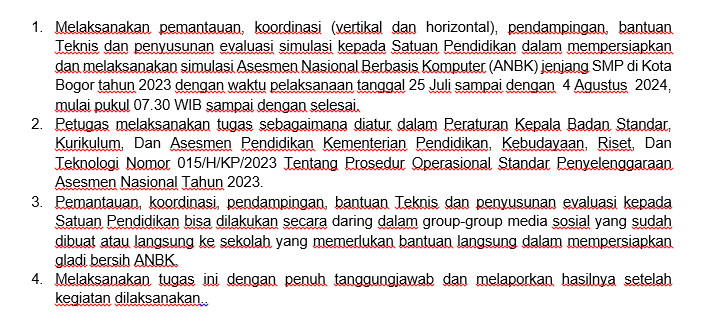 1. Melaksanakan pemantauan, koordinasi (vertikal dan horizontal), pendampingan, bantuan
Teknis dan penyusunan evaluasi simulasi kepada Satuan Pendidikan dalam mempersiapkan
dan melaksanakan simulasi Asesmen Nasional Berbasis Komputer (ANBK) jenjang SMP di Kota
Bogor tahun 2023 dengan waktu pelaksanaan tanggal 25 Juli sampai dengan 4 Agustus 2024,
mulai pukul 07.30 WIB sampai dengan selesai.
2. Petugas melaksanakan tugas sebagaimana diatur dalam Peraturan Kepala Badan Standar,
Kurikulum, Dan Asesmen Pendidikan Kementerian Pendidikan, Kebudayaan, Riset, Dan
Teknologi Nomor 015/H/KP/2023 Tentang Prosedur Operasional Standar Penyelenggaraan
Asesmen Nasional Tahun 2023.
3. Pemantauan, koordinasi, pendampingan, bantuan Teknis dan penyusunan evaluasi kepada
Satuan Pendidikan bisa dilakukan secara daring dalam group-group media sosial yang sudah
dibuat atau langsung ke sekolah yang memerlukan bantuan langsung dalam mempersiapkan
gladi bersih ANBK.
4. Melaksanakan tugas ini dengan penuh tanggungjawab dan melaporkan hasilnya setelah
kegiatan dilaksanakan..